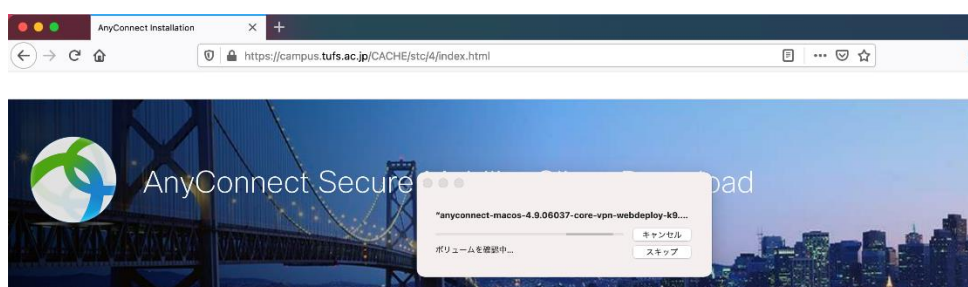 AnyConnect Installation
https://campus.tufs.ac.jp/CACHE/stc/4/index.html
AnyConnect Secure
oad
"anyconnect-macos-4.9.06037-core-vpn-webdeploy-k9....
キャンセル
ボリュームを確認中...
スキップ